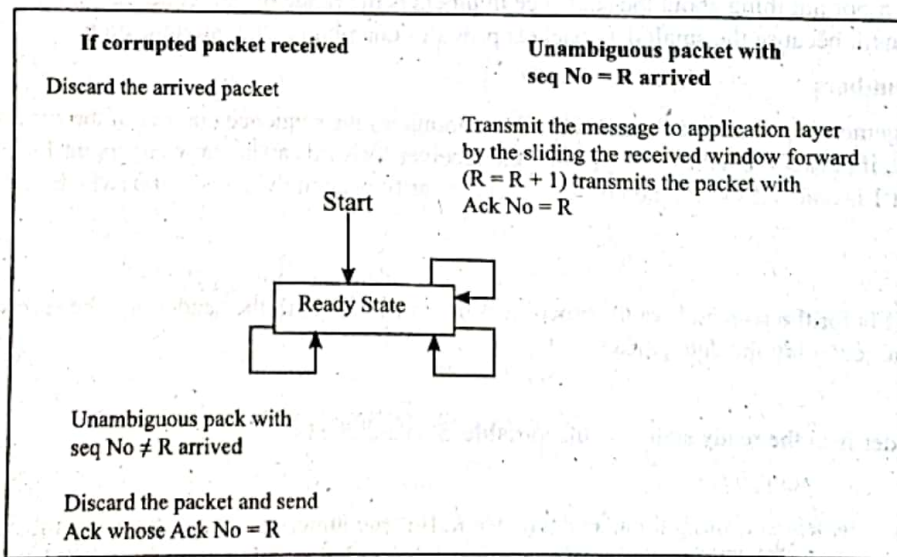 If corrupted packet received
Discard the arrived packet
Unambiguous packet with
seq No = R arrived
Transmit the message to application layer
by the sliding the received window forward
(R = R + 1) transmits the packet with
Ack No = R
Start
Ready State
Unambiguous pack with
seq No ≠ R arrived
Discard the packet and send
Ack whose Ack No = R